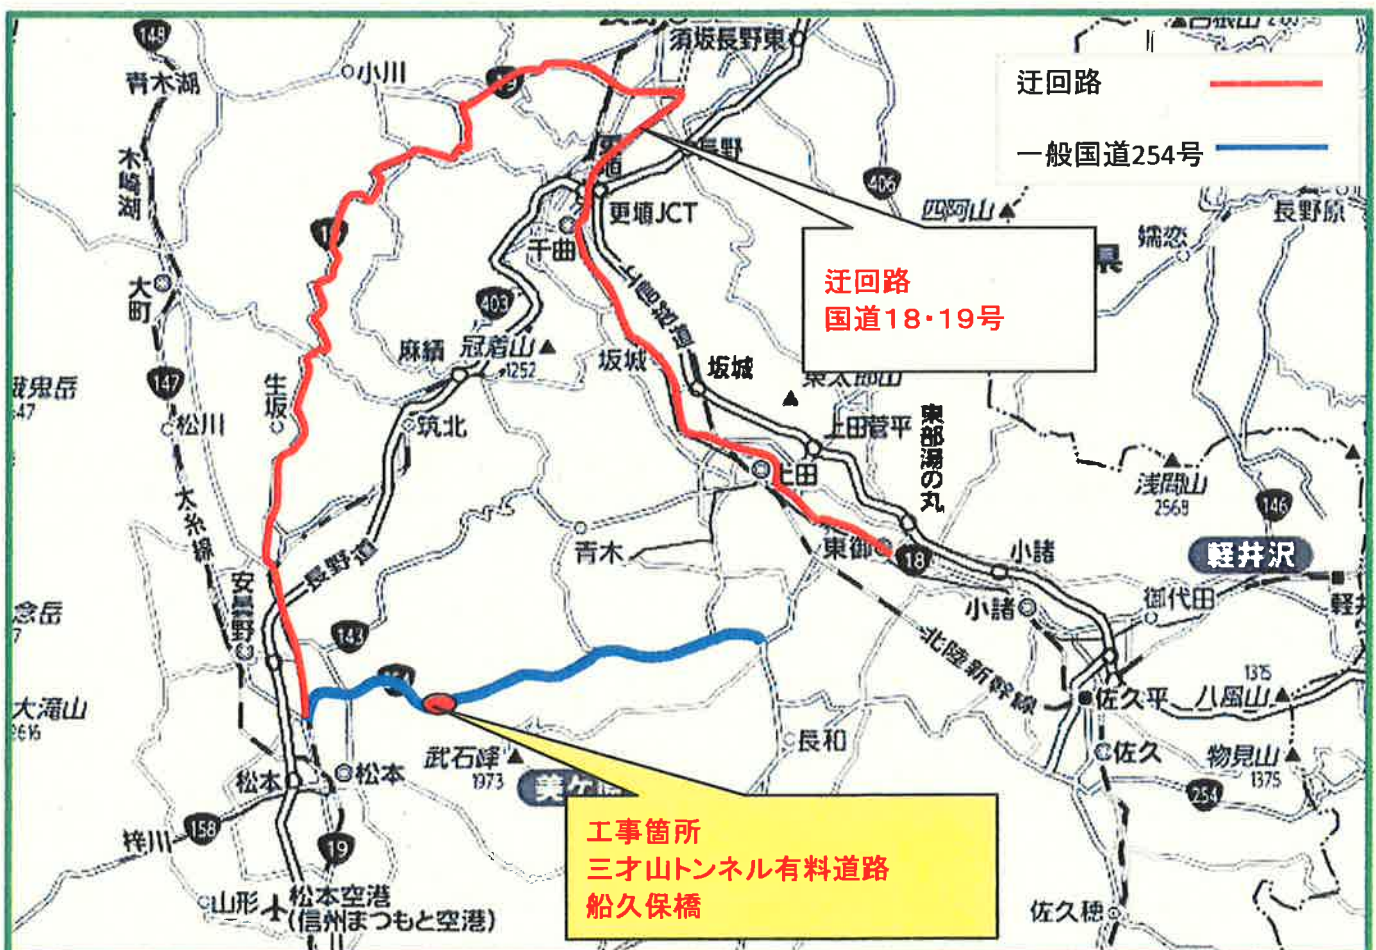 148
青木湖
小川
須坂長野東
迂回路
一般国道254号
木崎湖
長野
406
四阿山
長野原
更埴JCT
千曲
嬬恋
県
迂回路
国道18・19号
大町
403
麻績
冠着山
1252
坂城
坂城
147
生坂
松川
筑北
上田菅平
東部湯の丸
上田
浅間山
2568
146
大糸線
青木
東御
18
小諸
軽井沢
長野道
安曇野
143
小諸
御代田
北陸新幹線
1315
八風山
佐久平
大滝山
2616
武石峰
1973
長和
佐久
物見山
1375
254
松本
松本
158
梓川
19
工事箇所
三才山トンネル有料道路
船久保橋
山形
松本空港
(信州まつもと空港)
佐久穂